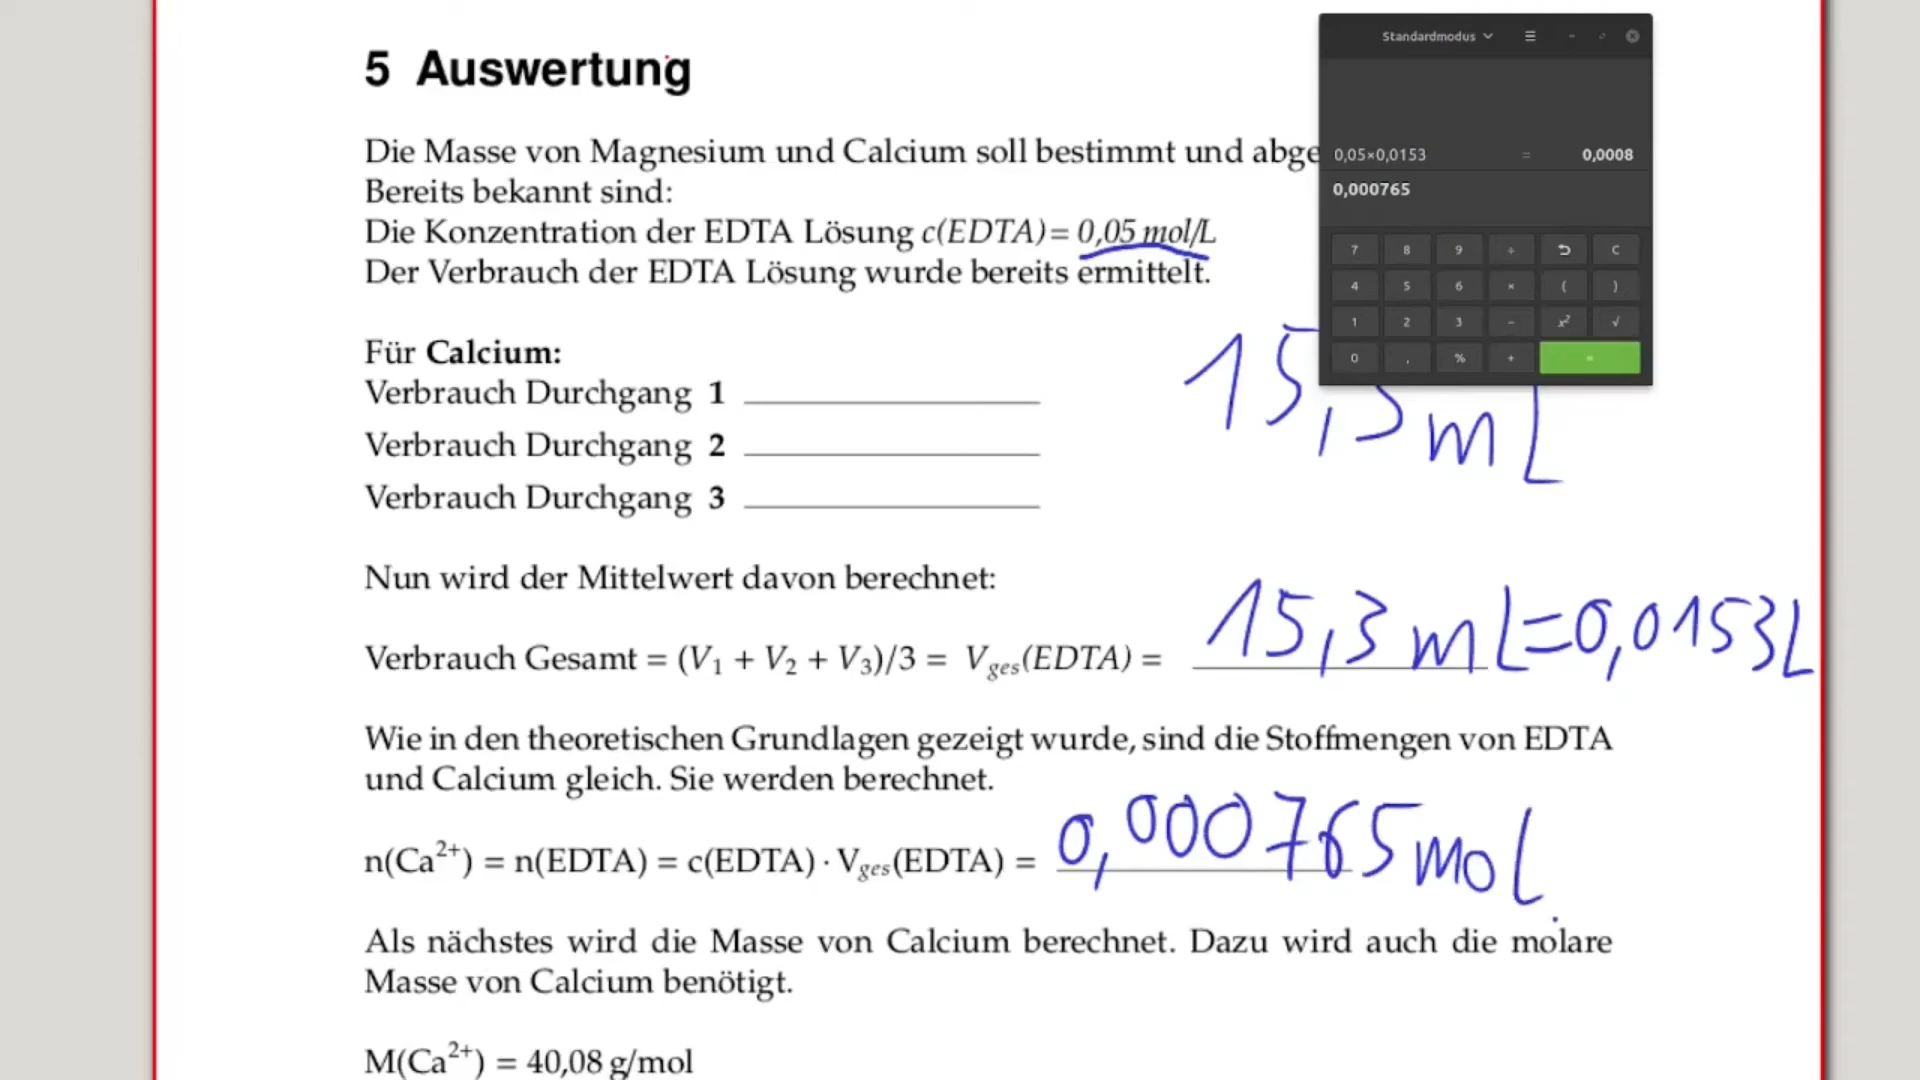 5 Auswertung
Die Masse von Magnesium und Calcium soll bestimmt und abge
Bereits bekannt sind:
Die Konzentration der EDTA Lösung c(EDTA)= 0,05 mol/L
Der Verbrauch der EDTA Lösung wurde bereits ermittelt.
Standardmodus
0,05×0,0153 = 0,0008
0,000765
7 8 9 ÷ C
4 5 6 × ( )
1 2 3 − x² √
0 , % + =
Für Calcium:
Verbrauch Durchgang 1
15,3 mL
Verbrauch Durchgang 2
Verbrauch Durchgang 3
Nun wird der Mittelwert davon berechnet:
Verbrauch Gesamt = (V₁ + V₂ + V₃)/3 = Vges(EDTA) = 15,3 mL=0,0153L
Wie in den theoretischen Grundlagen gezeigt wurde, sind die Stoffmengen von EDTA
und Calcium gleich. Sie werden berechnet.
n(Ca²⁺) = n(EDTA) = c(EDTA) · Vges(EDTA) = 0,000765 mol
Als nächstes wird die Masse von Calcium berechnet. Dazu wird auch die molare
Masse von Calcium benötigt.
M(Ca²⁺) = 40,08 g/mol